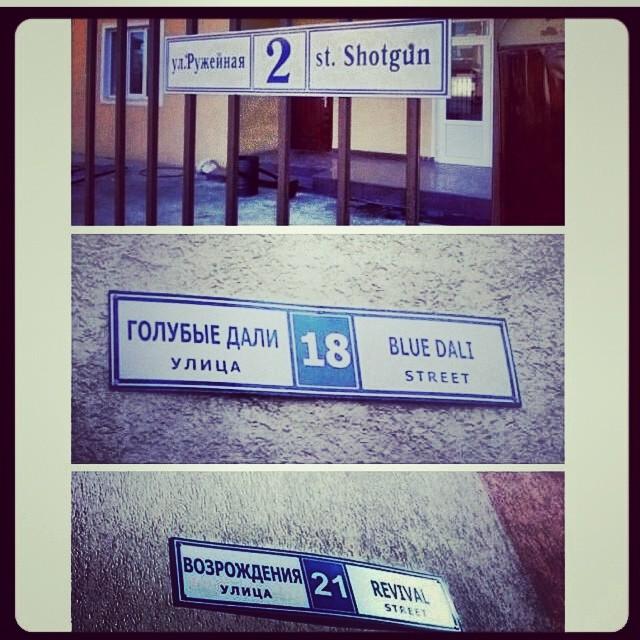 ул.Ружейная 2 st. Shotgun
ГОЛУБЫЕ ДАЛИ 18 BLUE DALI
УЛИЦА STREET
ВОЗРОЖДЕНИЯ 21 REVIVAL
УЛИЦА STREET